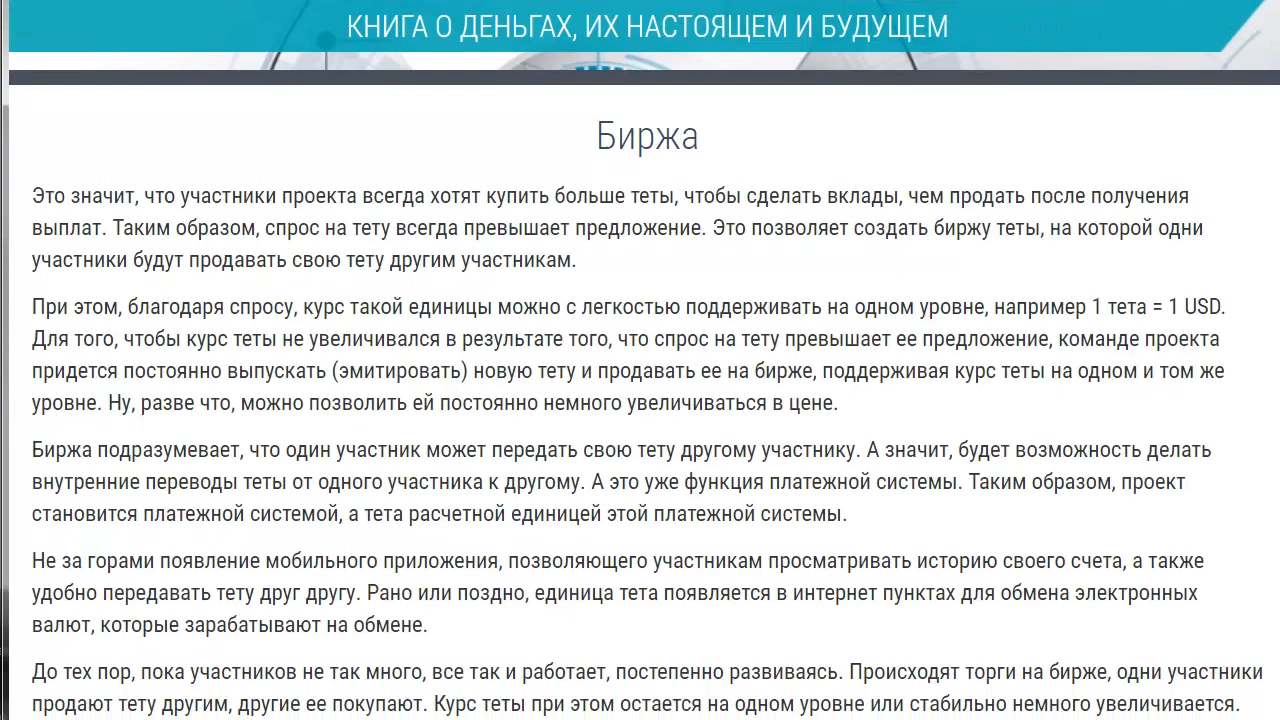 КНИГА О ДЕНЬГАХ, ИХ НАСТОЯЩЕМ И БУДУЩЕМ
Биржа
Это значит, что участники проекта всегда хотят купить больше теты, чтобы сделать вклады, чем продать после получения
выплат. Таким образом, спрос на тету всегда превышает предложение. Это позволяет создать биржу теты, на которой одни
участники будут продавать свою тету другим участникам.
При этом, благодаря спросу, курс такой единицы можно с легкостью поддерживать на одном уровне, например 1 тета = 1 USD.
Для того, чтобы курс теты не увеличивался в результате того, что спрос на тету превышает ее предложение, команде проекта
придется постоянно выпускать (эмитировать) новую тету и продавать ее на бирже, поддерживая курс теты на одном и том же
уровне. Ну, разве что, можно позволить ей постоянно немного увеличиваться в цене.
Биржа подразумевает, что один участник может передать свою тету другому участнику. А значит, будет возможность делать
внутренние переводы теты от одного участника к другому. А это уже функция платежной системы. Таким образом, проект
становится платежной системой, а тета расчетной единицей этой платежной системы.
Не за горами появление мобильного приложения, позволяющего участникам просматривать историю своего счета, а также
удобно передавать тету друг другу. Рано или поздно, единица тета появляется в интернет пунктах для обмена электронных
валют, которые зарабатывают на обмене.
До тех пор, пока участников не так много, все так и работает, постепенно развиваясь. Происходят торги на бирже, одни участники
продают тету другим, другие ее покупают. Курс теты при этом остается на одном уровне или стабильно немного увеличивается.